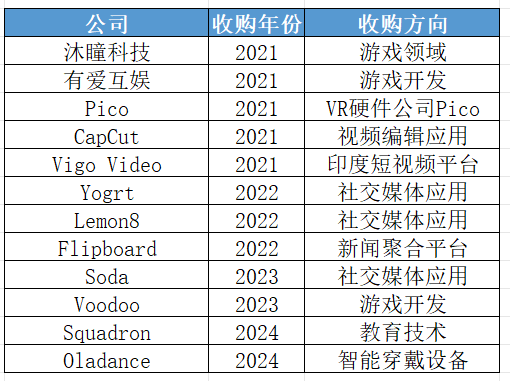 公司 收购年份 收购方向
沐瞳科技 2021 游戏领域
有爱互娱 2021 游戏开发
Pico 2021 VR硬件公司Pico
CapCut 2021 视频编辑应用
Vigo Video 2021 印度短视频平台
Yogrt 2022 社交媒体应用
Lemon8 2022 社交媒体应用
Flipboard 2022 新闻聚合平台
Soda 2023 社交媒体应用
Voodoo 2023 游戏开发
Squadron 2024 教育技术
Oladance 2024 智能穿戴设备